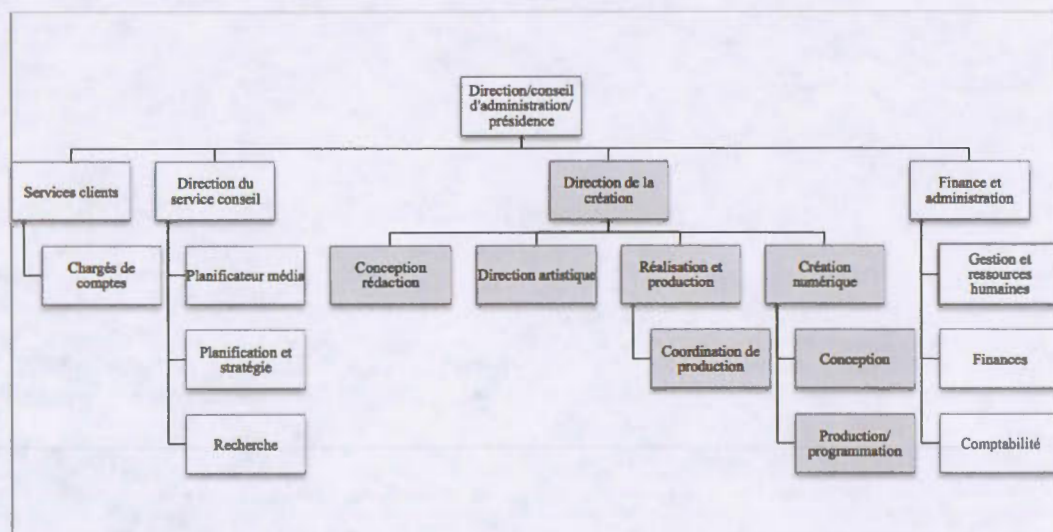 Direction/conseil
d'administration/
présidence
Services clients
Direction du
service conseil
Direction de la
création
Finance et
administration
Chargés de
comptes
Planificateur média
Conception
rédaction
Direction artistique
Réalisation et
production
Création
numérique
Gestion et
ressources
humaines
Planification et
stratégie
Coordination de
production
Conception
Finances
Recherche
Production/
programmation
Comptabilité